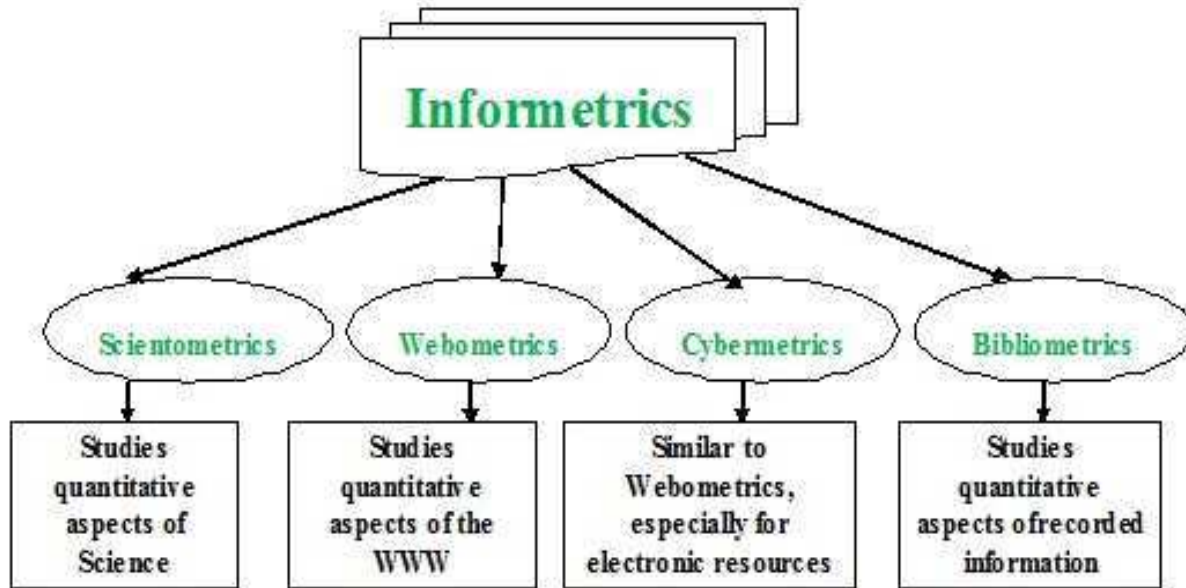 Informetrics
Scientometrics
Webometrics
Cybermetrics
Bibliometrics
Studies
quantitative
aspects of
Science
Studies
quantitative
aspects of the
WWW
Similar to
Webometrics,
especially for
electronic resources
Studies
quantitative
aspects of recorded
information